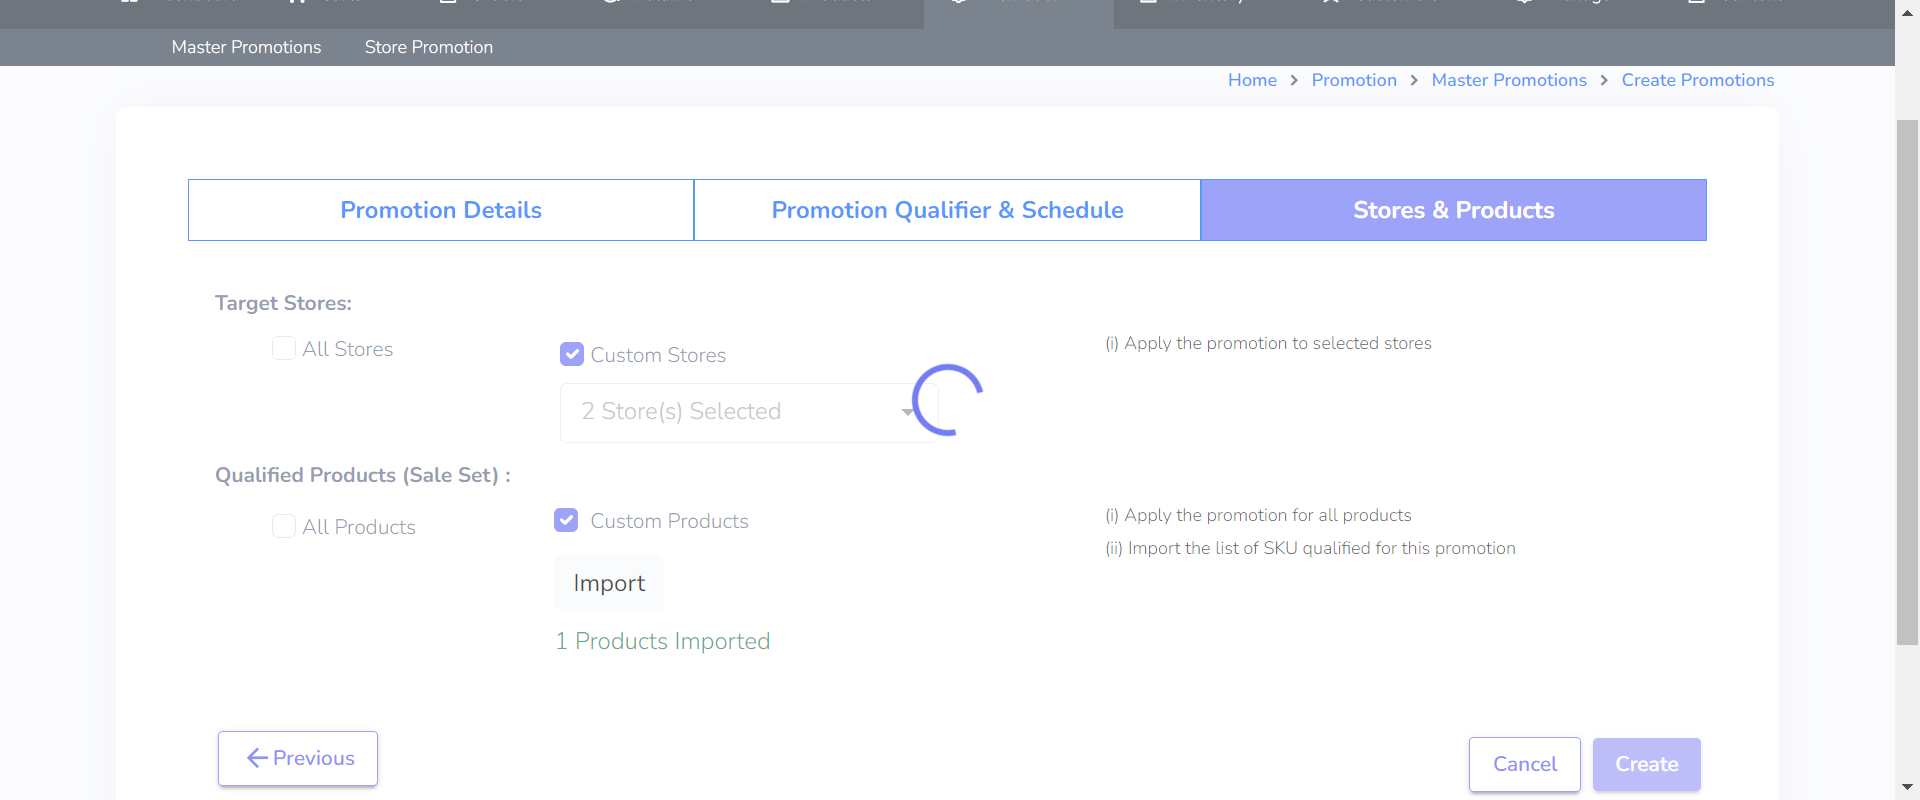 Master Promotions Store Promotion
Home > Promotion > Master Promotions > Create Promotions
Promotion Details
Promotion Qualifier & Schedule
Stores & Products
Target Stores:
All Stores
Custom Stores
(i) Apply the promotion to selected stores
2 Store(s) Selected
Qualified Products (Sale Set) :
All Products
Custom Products
(i) Apply the promotion for all products
(ii) Import the list of SKU qualified for this promotion
Import
1 Products Imported
Previous
Cancel
Create